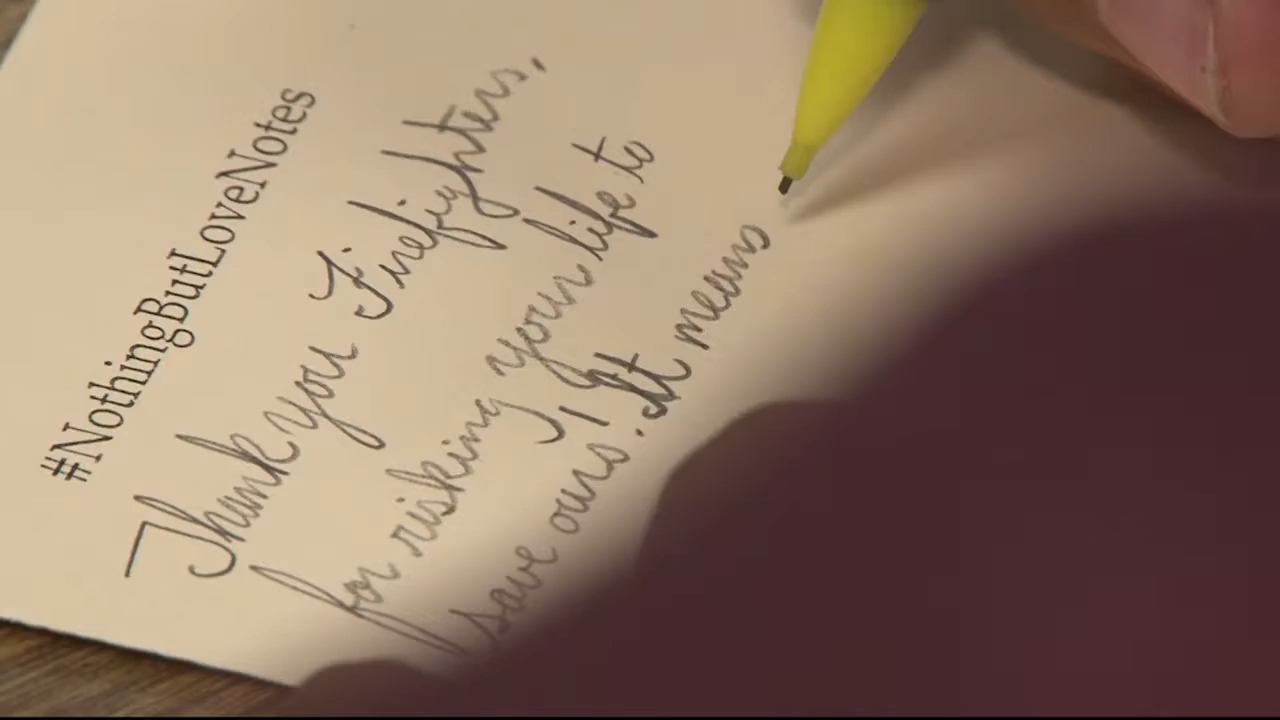 #NothingButLoveNotes
Thank you Firefighters,
for risking your life to
save ours. It means